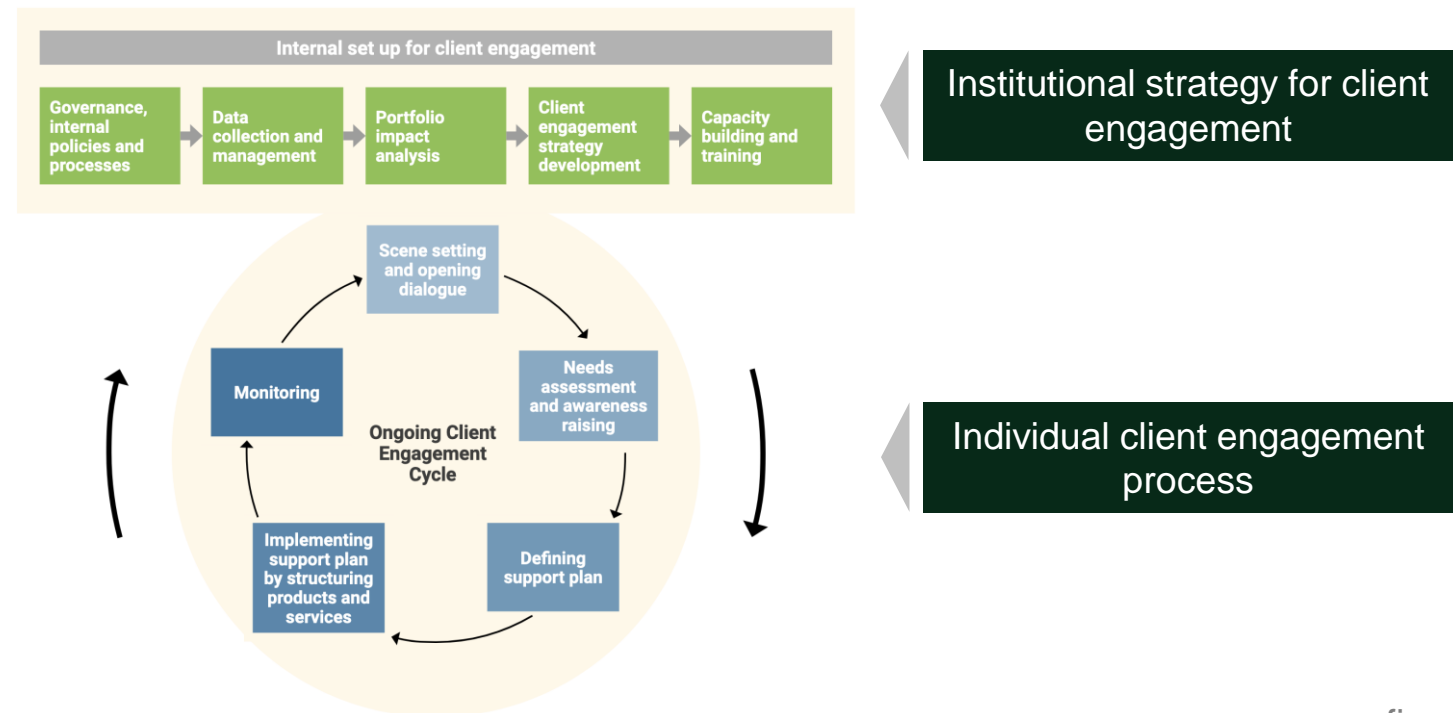 Internal set up for client engagement
Governance,
internal
policies and
processes
Data
collection and
management
Portfolio
impact
analysis
Client
engagement
strategy
development
Capacity
building and
training
Institutional strategy for client
engagement
Scene setting
and opening
dialogue
Needs
assessment
and awareness
raising
Defining
support plan
Implementing
support plan
by structuring
products and
services
Monitoring
Ongoing Client
Engagement
Cycle
Individual client engagement
process